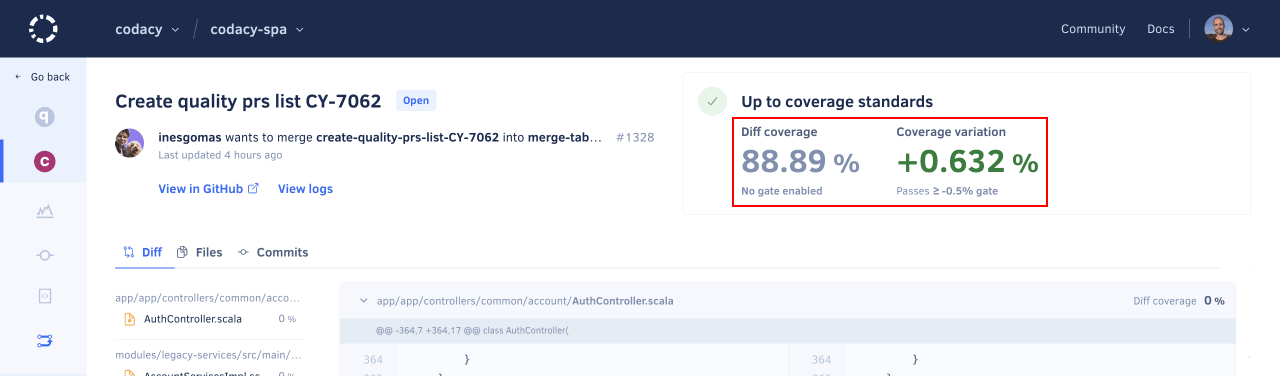 codacy / codacy-spa
Community Docs
← Go back
Create quality prs list CY-7062 Open
inesgomas wants to merge create-quality-prs-list-CY-7062 into merge-tab... #1328
Last updated 4 hours ago
View in GitHub View logs
Up to coverage standards
Diff coverage Coverage variation
88.89 % +0.632 %
No gate enabled Passes ≥ -0.5% gate
Diff Files Commits
app/app/controllers/common/acco...
AuthController.scala 0 %
modules/legacy-services/src/main/...
0%
app/app/controllers/common/account/AuthController.scala Diff coverage 0 %
@@ -364,7 +364,17 @@ class AuthController(
364 } 364 }